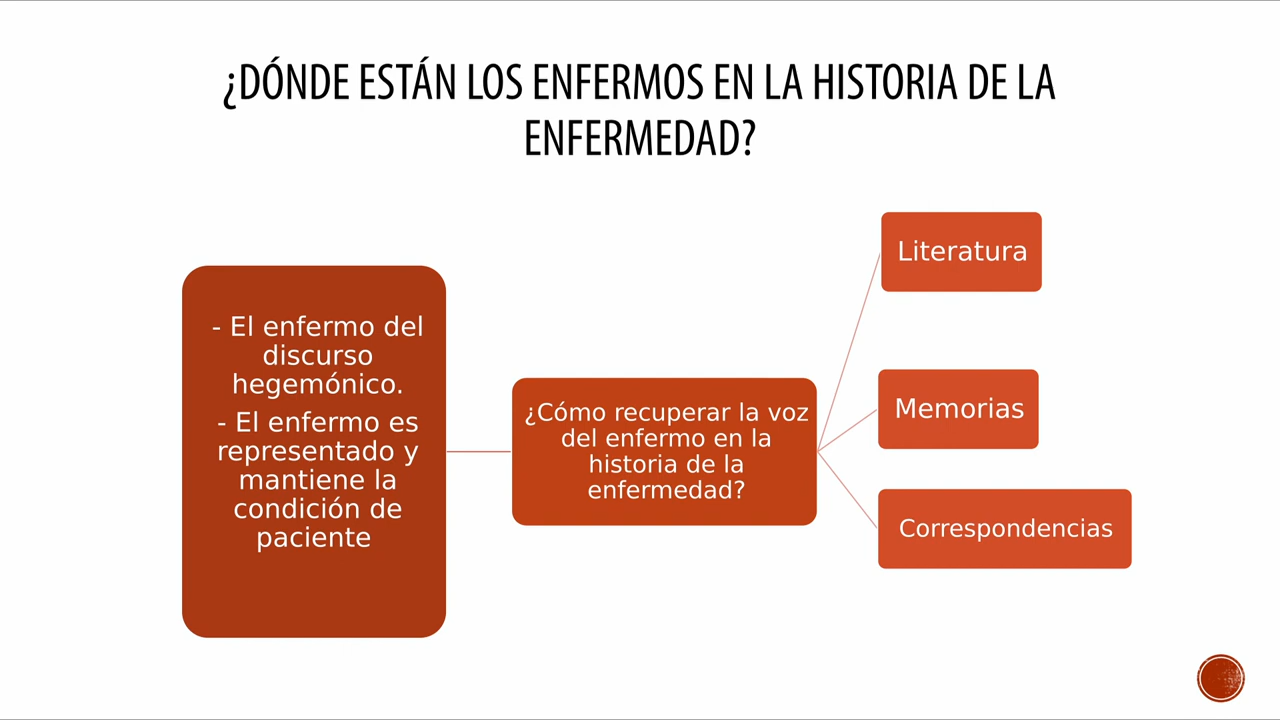 ¿DÓNDE ESTÁN LOS ENFERMOS EN LA HISTORIA DE LA
ENFERMEDAD?
- El enfermo del
discurso
hegemónico.
- El enfermo es
representado y
mantiene la
condición de
paciente
¿Cómo recuperar la voz
del enfermo en la
historia de la
enfermedad?
Literatura
Memorias
Correspondencias